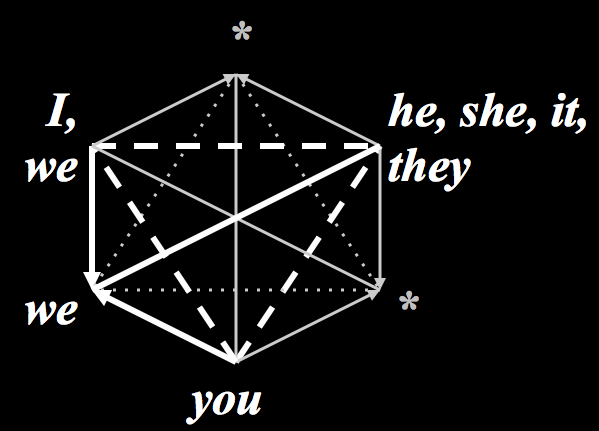 *
I,
we
he, she, it,
they
we
*
you